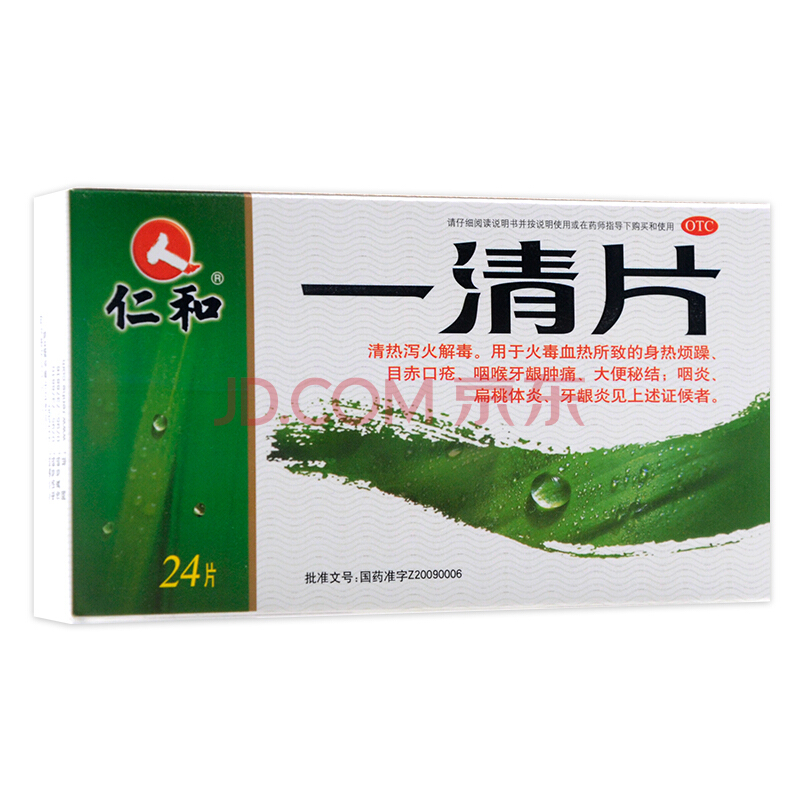 请仔细阅读说明书并按说明使用或在药师指导下购买和使用 OTC
仁和®
一清片
清热泻火解毒。用于火毒血热所致的身热烦躁、
目赤口疮、咽喉牙龈肿痛、大便秘结；咽炎、
扁桃体炎、牙龈炎见上述证候者。
JD.COM 京东
24片
批准文号：国药准字Z20090006